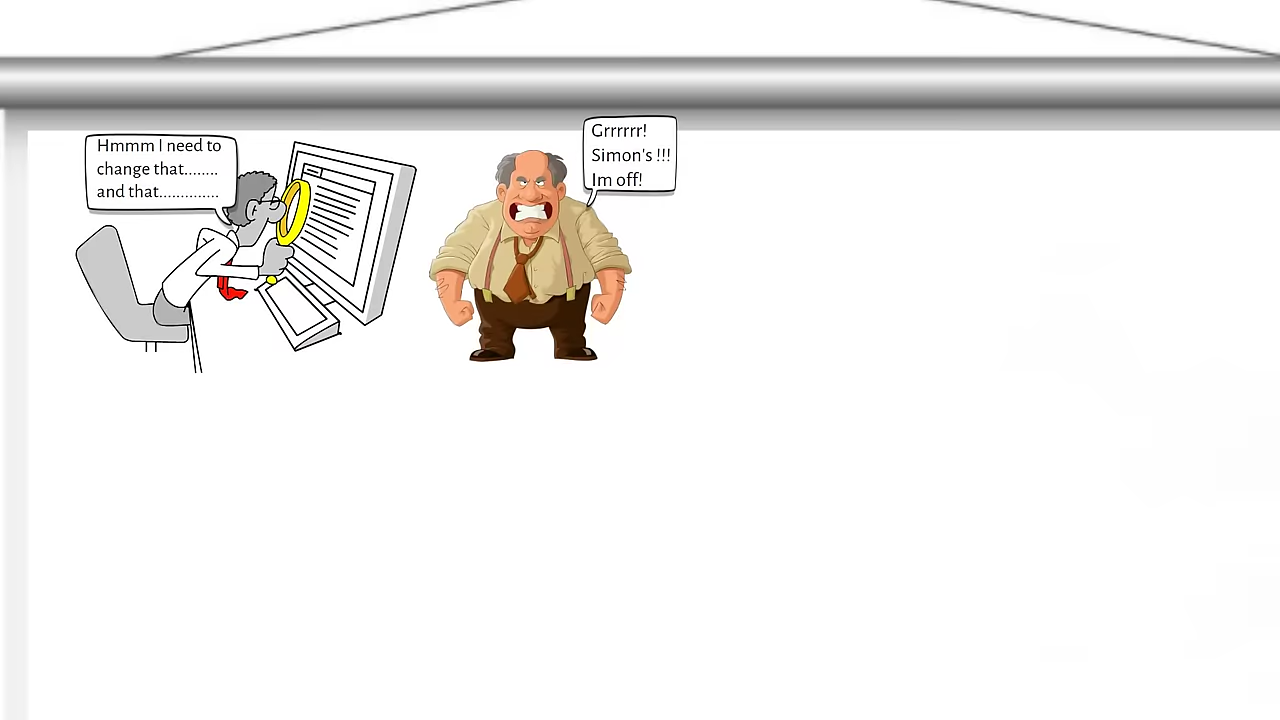 Hmmm I need to
change that........
and that..............
Grrrrrr!
Simon's !!!
Im off!